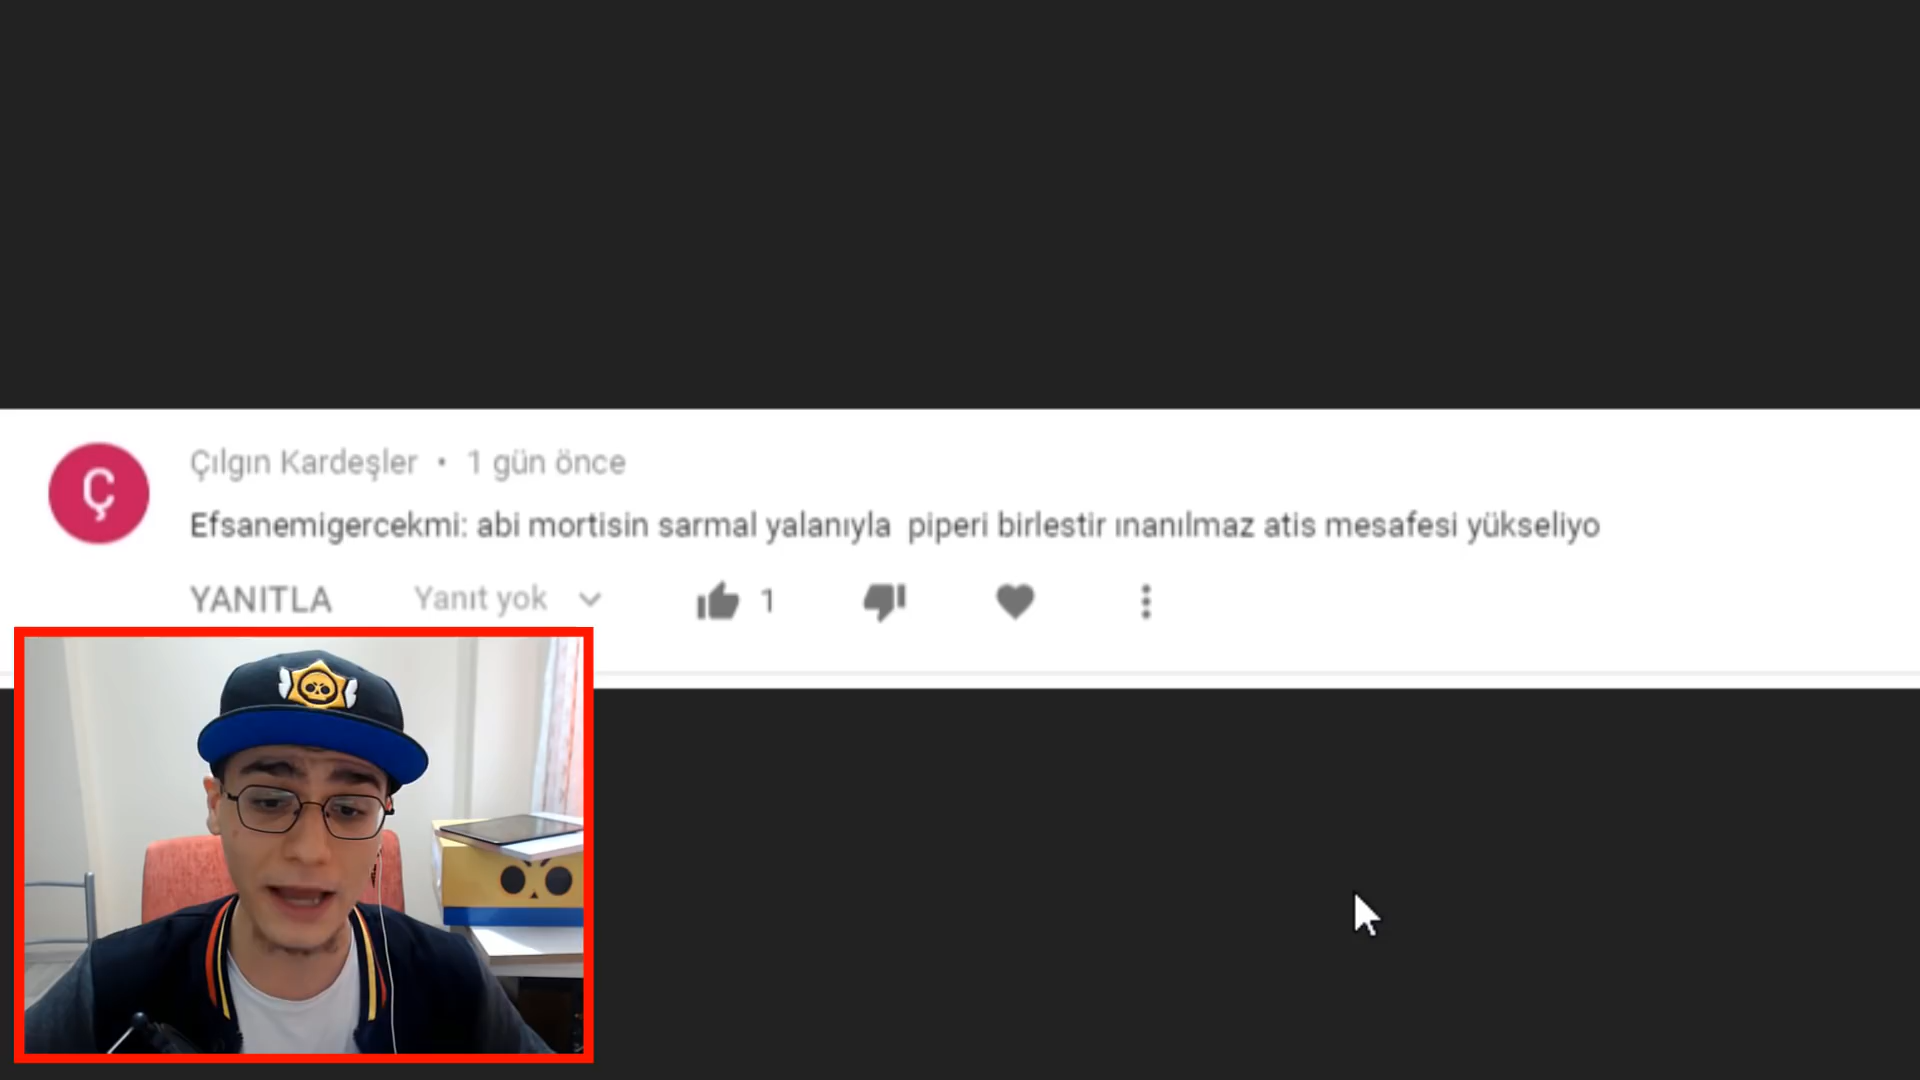 Ç
Çılgın Kardeşler • 1 gün önce
Efsanemigercekmi: abi mortisin sarmal yalanıyla piperi birlestir ınanılmaz atis mesafesi yükseliyo
YANITLA Yanıt yok 1